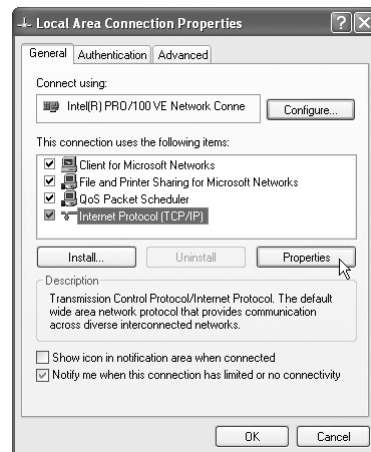 Local Area Connection Properties
General Authentication Advanced
Connect using:
Intel(R) PRO/100 VE Network Conne
Configure...
This connection uses the following items:
Client for Microsoft Networks
File and Printer Sharing for Microsoft Networks
QoS Packet Scheduler
Internet Protocol (TCP/IP)
Install... Uninstall Properties
Description
Transmission Control Protocol/Internet Protocol. The default
wide area network protocol that provides communication
across diverse interconnected networks.
Show icon in notification area when connected
Notify me when this connection has limited or no connectivity
OK Cancel